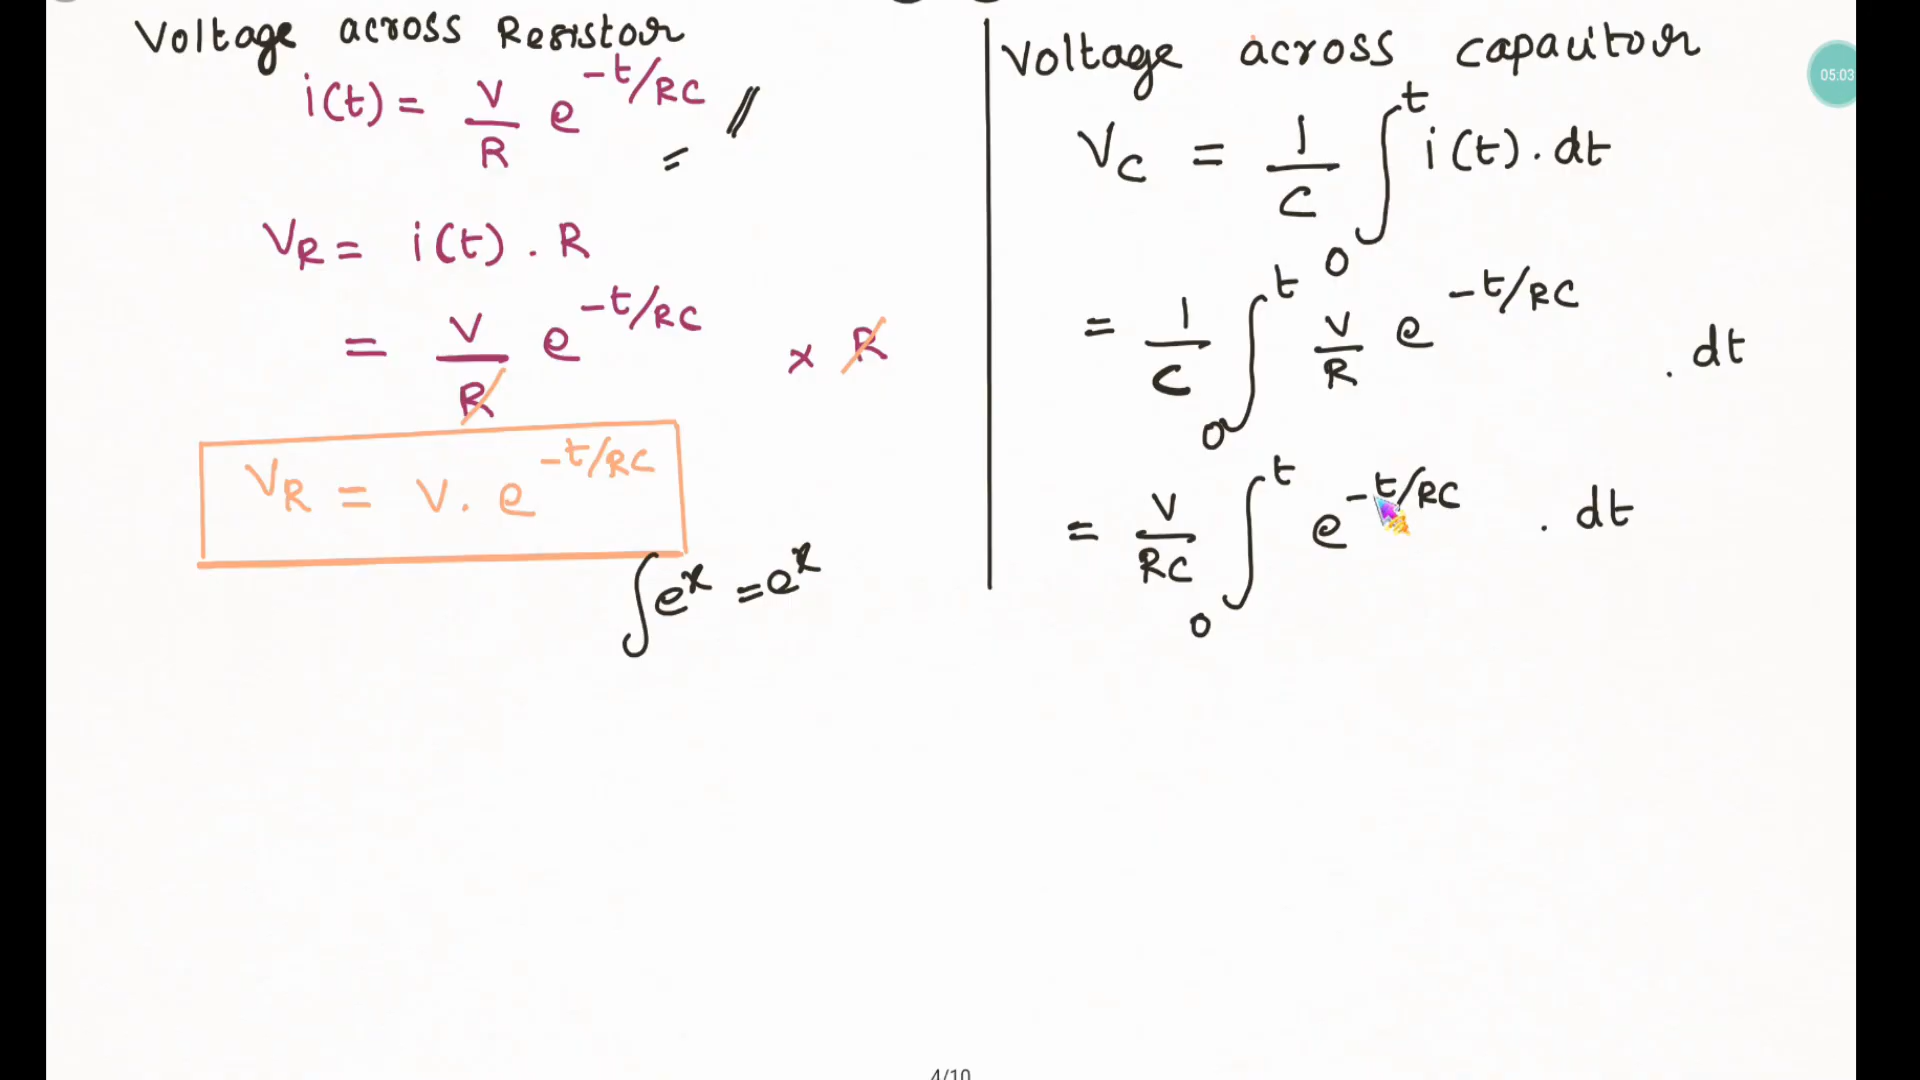 Voltage across Resistor
i(t) = V/R e^{-t/RC} //
=
V_R = i(t) . R
= V/R e^{-t/RC} × R
V_R = V. e^{-t/RC}
∫e^x = e^x
Voltage across capacitor
V_C = 1/C ∫_0^t i(t) . dt
= 1/C ∫_0^t V/R e^{-t/RC} . dt
= V/RC ∫_0^t e^{-t/RC} . dt
05:03
4/10